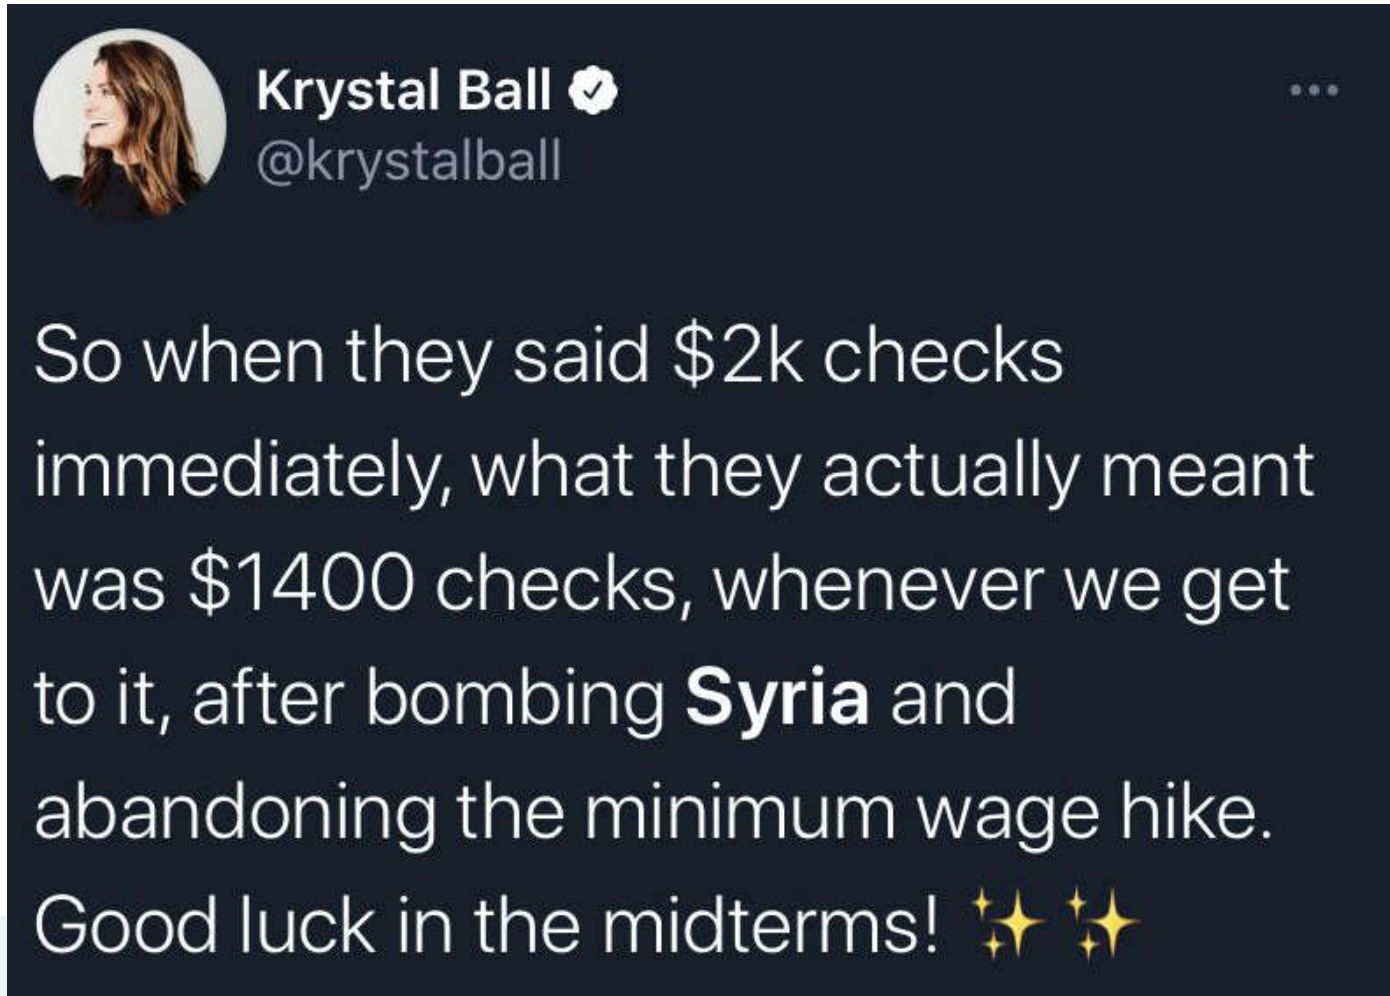 Krystal Ball
@krystalball
So when they said $2k checks
immediately, what they actually meant
was $1400 checks, whenever we get
to it, after bombing Syria and
abandoning the minimum wage hike.
Good luck in the midterms! ✨ ✨